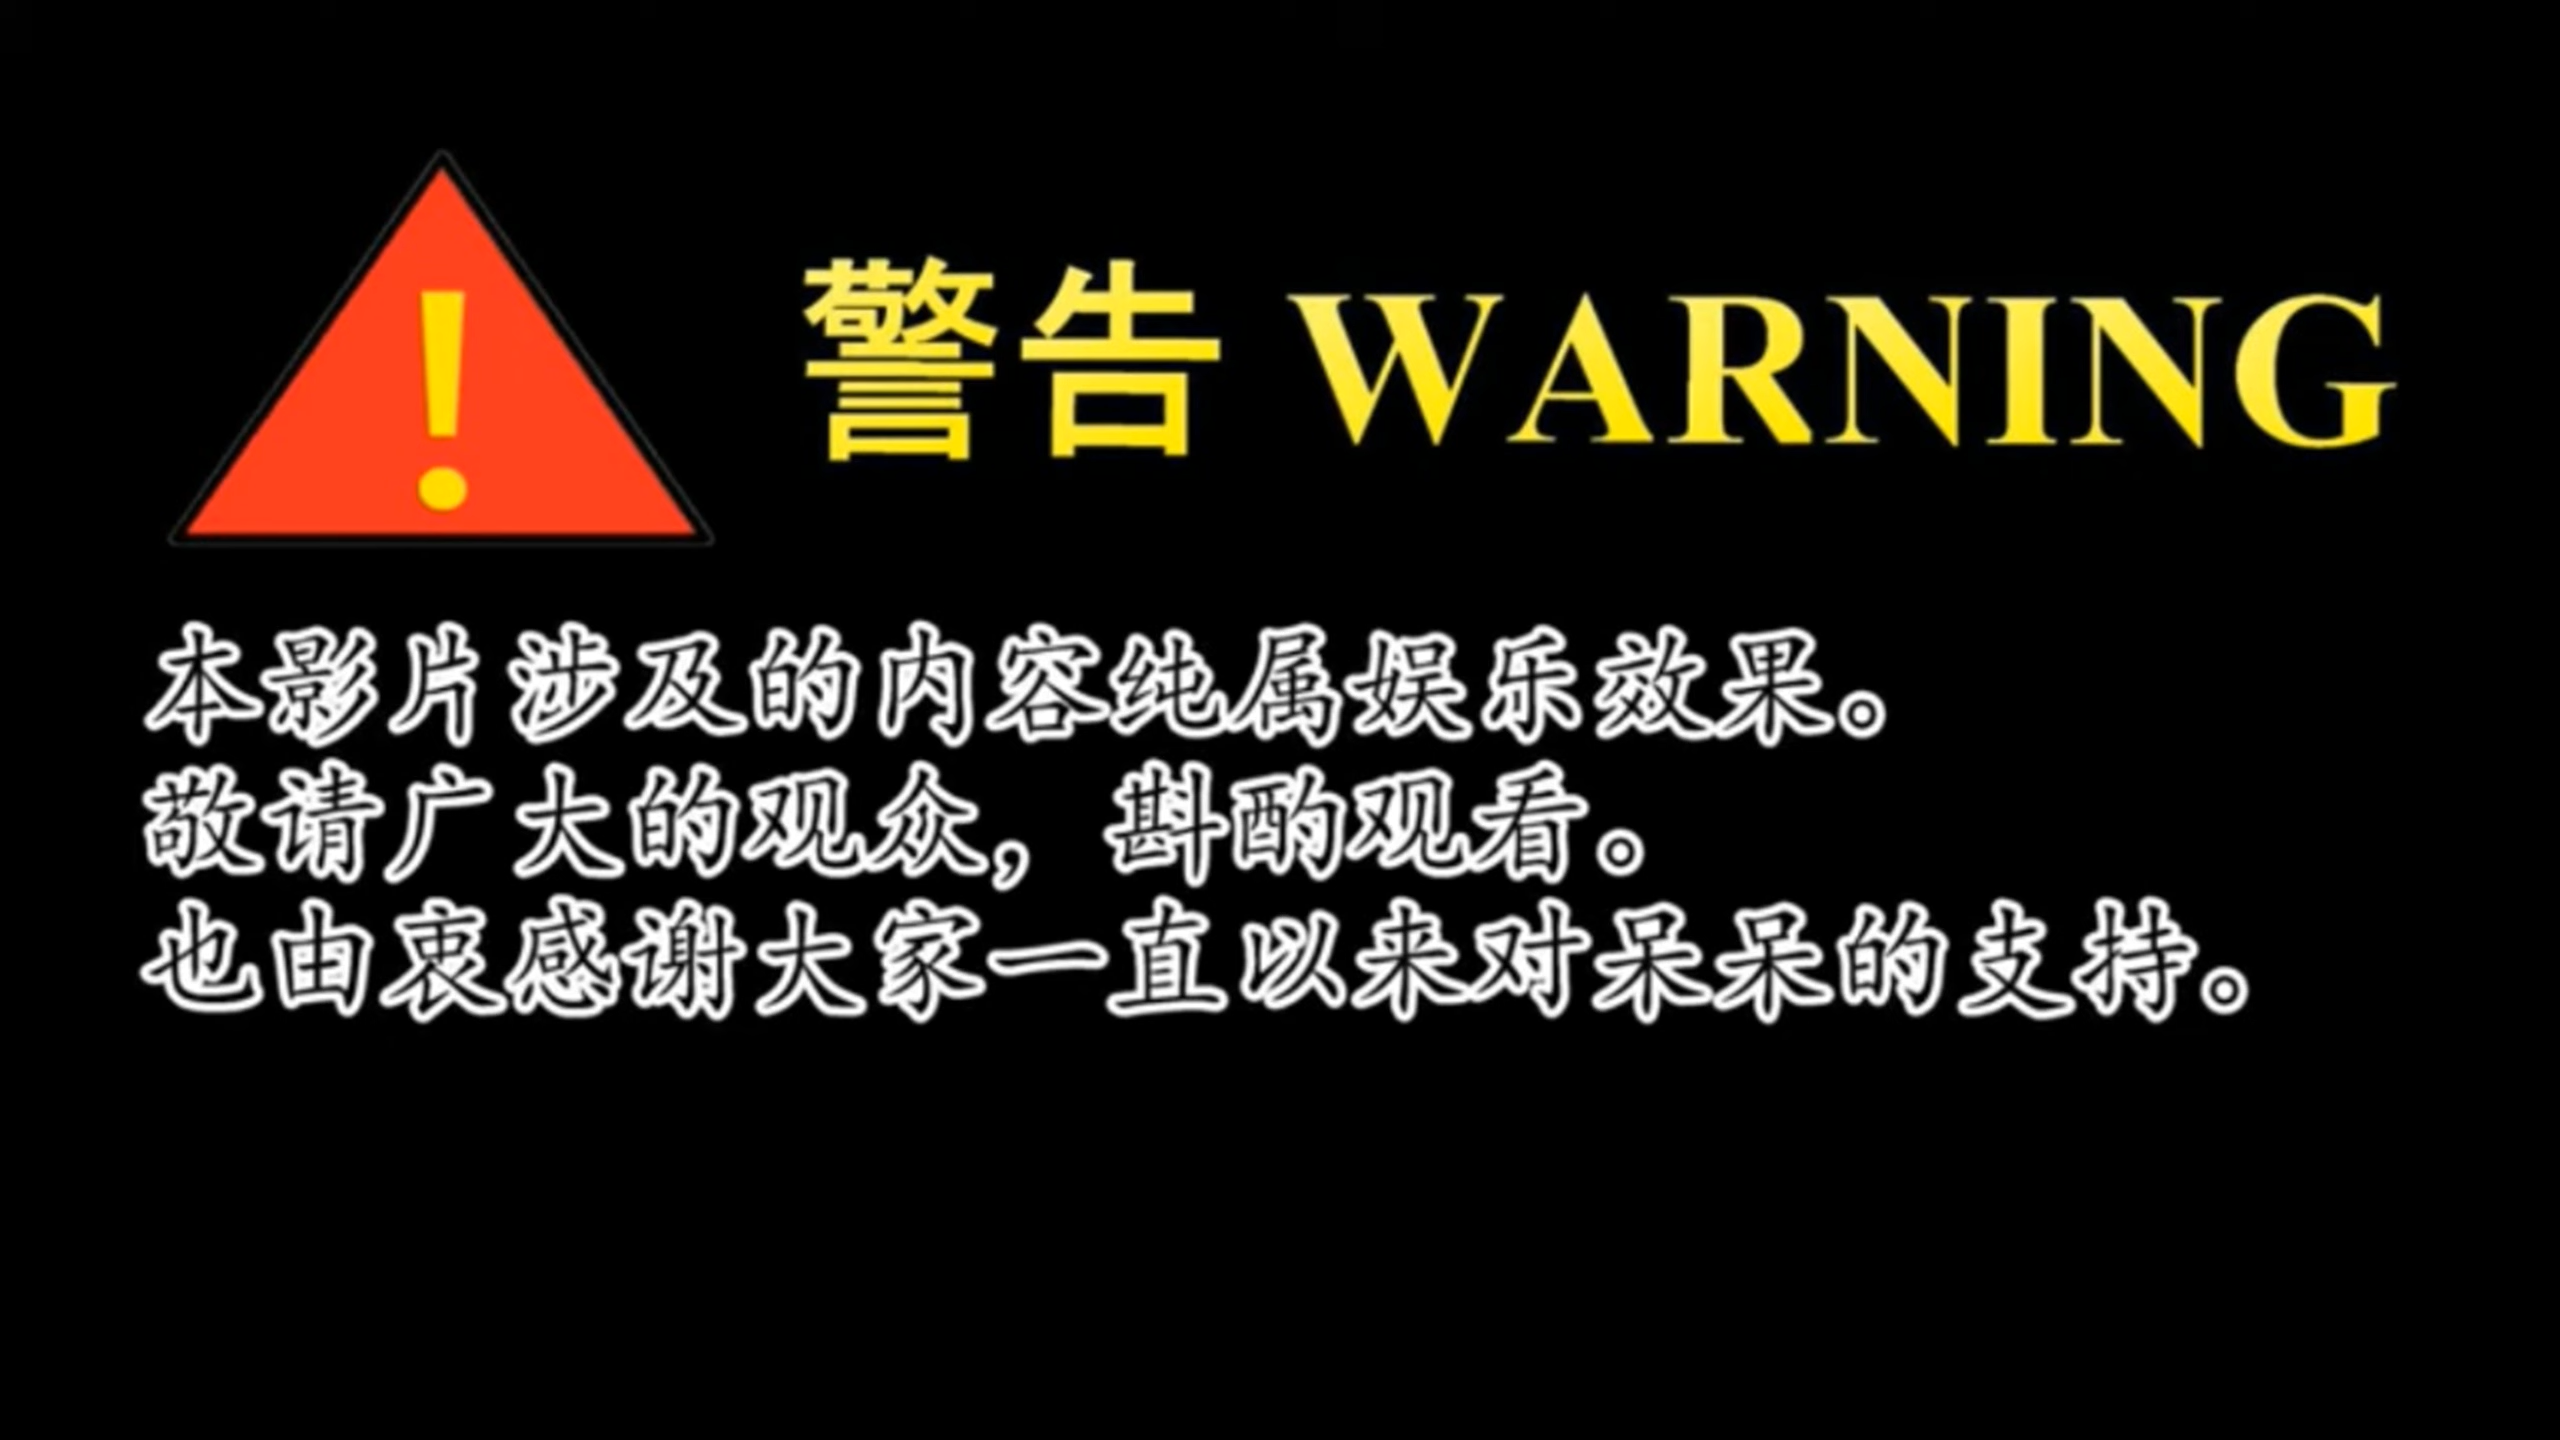 警告 WARNING
本影片涉及的内容纯属娱乐效果。
敬请广大的观众，斟酌观看。
也由衷感谢大家一直以来对呆呆的支持。